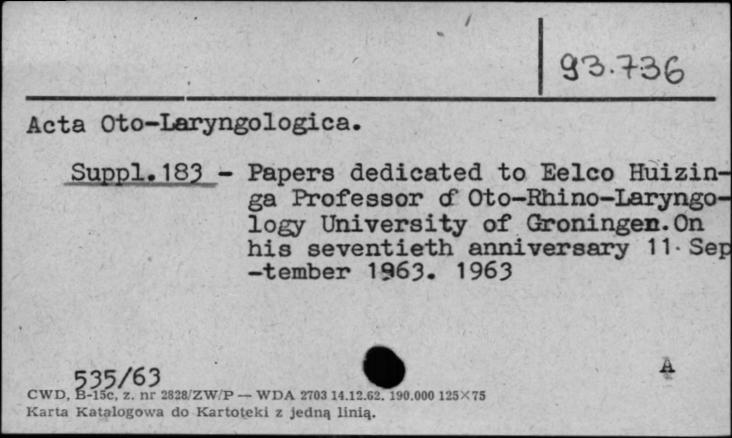 93.736
Acta Oto-Laryngologica.
Suppl.183 - Papers dedicated to Eelco Huizin-
ga Professor of Oto-Rhino-Laryngo-
logy University of Groningen.On
his seventieth anniversary 11. Sep
-tember 1963. 1963
535/63
A
CWD, B-15c, z. nr 2828/ZW/P — WDA 2703 14.12.62. 190.000 125×75
Karta Katalogowa do Kartoteki z jedną linią.